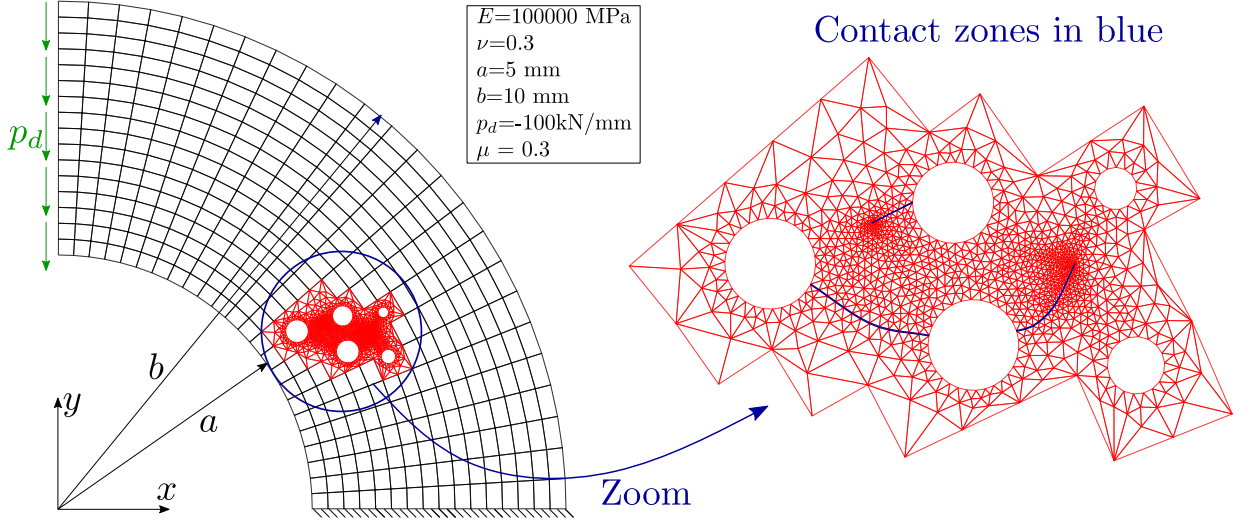 E=100000 MPa
ν=0.3
a=5 mm
b=10 mm
p_d=-100kN/mm
μ = 0.3
Contact zones in blue
p_d
b
a
y
x
Zoom